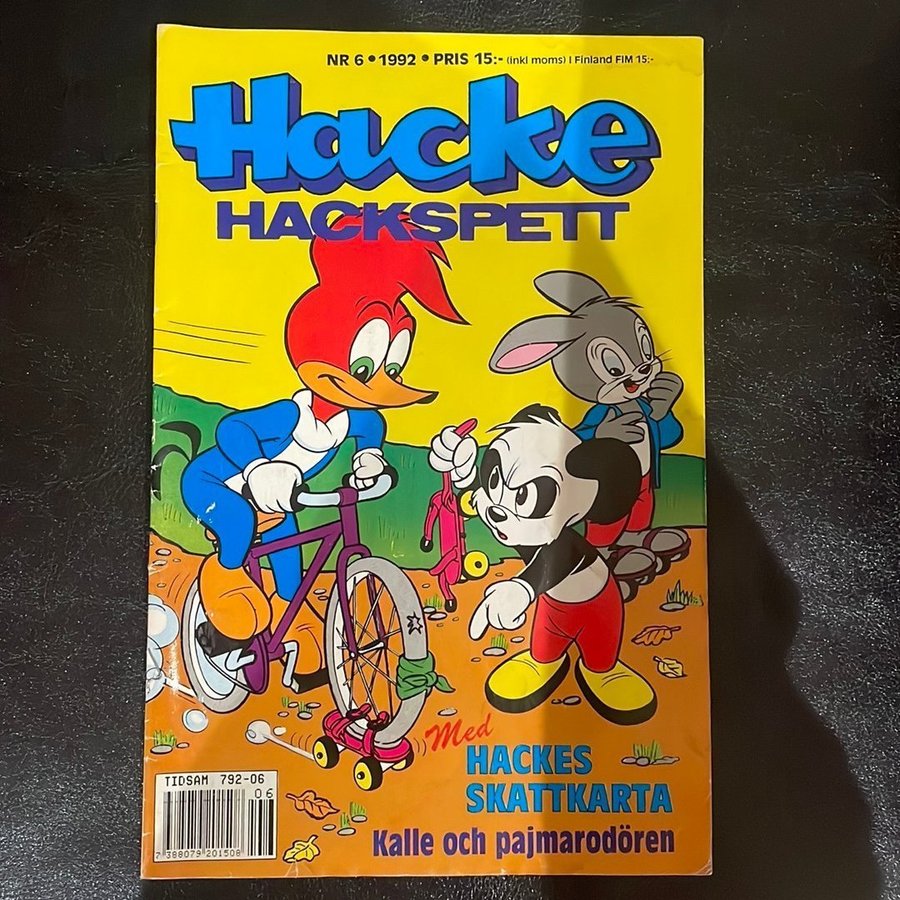 NR 6 • 1992 • PRIS 15:- (inkl moms) I Finland FIM 15:-
Hacke
HACKSPETT
Med
HACKES
SKATTKARTA
Kalle och pajmarodören
TIDSAM 792-06
06
7 388079 201508